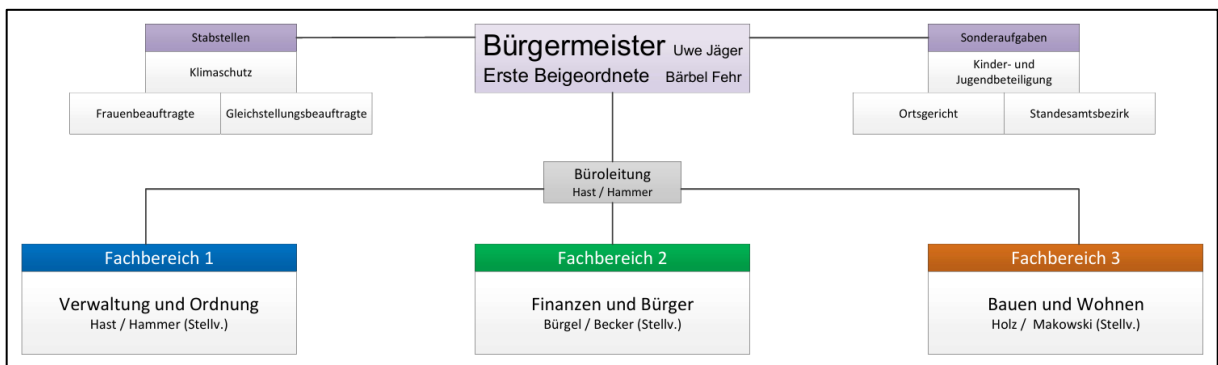 Stabstellen
Klimaschutz
Frauenbeauftragte
Gleichstellungsbeauftragte
Bürgermeister Uwe Jäger
Erste Beigeordnete Bärbel Fehr
Sonderaufgaben
Kinder- und
Jugendbeteiligung
Ortsgericht
Standesamtsbezirk
Büroleitung
Hast / Hammer
Fachbereich 1
Verwaltung und Ordnung
Hast / Hammer (Stellv.)
Fachbereich 2
Finanzen und Bürger
Bürgel / Becker (Stellv.)
Fachbereich 3
Bauen und Wohnen
Holz / Makowski (Stellv.)